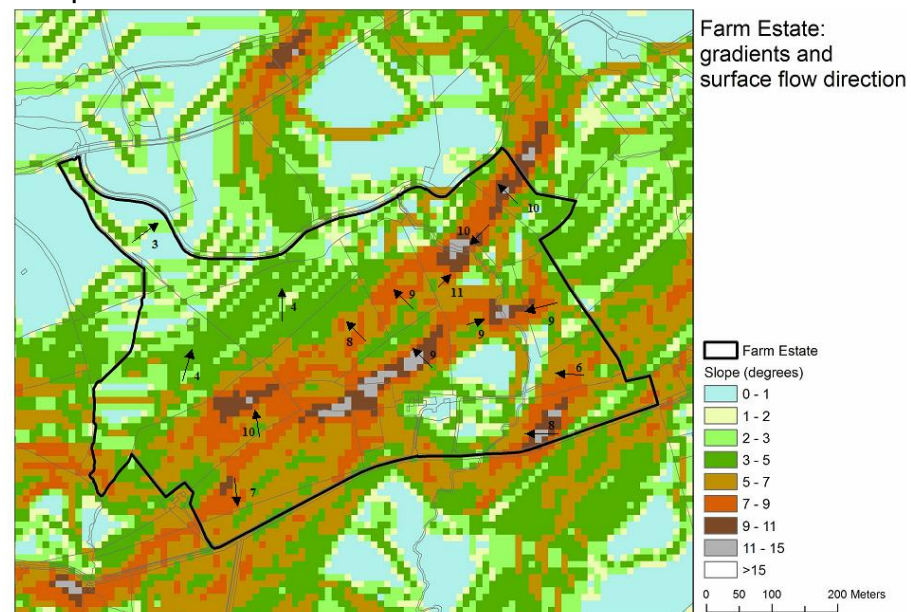 Farm Estate:
gradients and
surface flow direction
10
10
3
11
9
4
9
9
8
9
4
6
10
8
7
Farm Estate
Slope (degrees)
0 - 1
1 - 2
2 - 3
3 - 5
5 - 7
7 - 9
9 - 11
11 - 15
>15
0 50 100 200 Meters